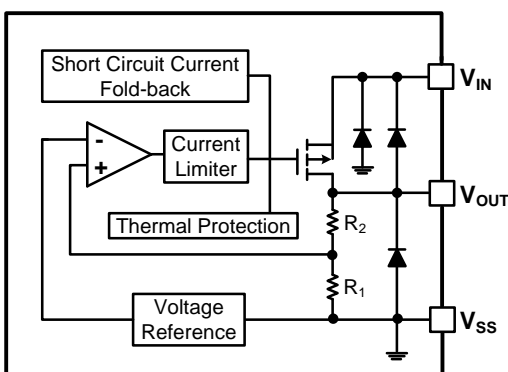 Short Circuit Current
Fold-back
V_IN
-
+
Current
Limiter
V_OUT
R_2
Thermal Protection
R_1
Voltage
Reference
V_SS